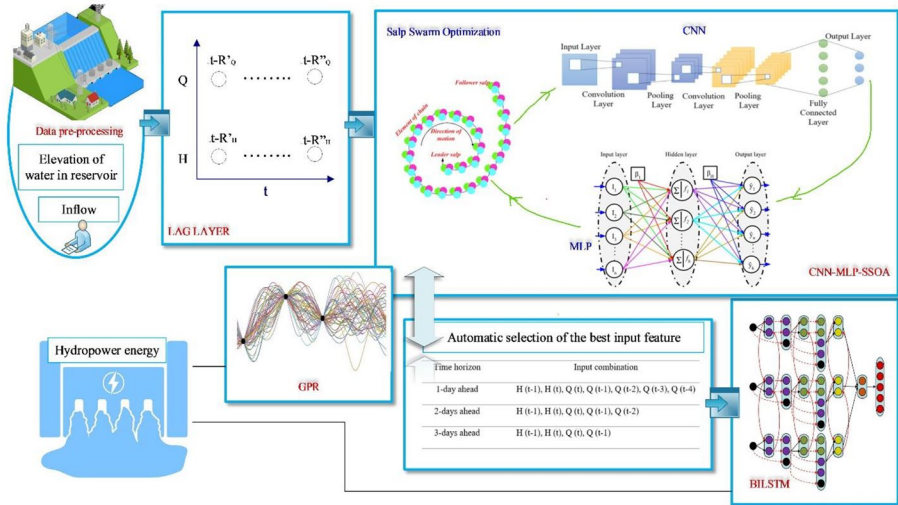 Data pre-processing
Elevation of
water in reservoir
Inflow
Q
H
t
LAG LAYER
Salp Swarm Optimization
Follower salp
Element of chain
Direction of
motion
Leader salp
CNN
Input Layer
Output Layer
Convolution
Layer
Pooling
Layer
Convolution
Layer
Pooling
Layer
Fully
Connected
Layer
Input layer
Hidden layer
Output layer
MLP
CNN-MLP-SSOA
GPR
Hydropower energy
Automatic selection of the best input feature
Time horizon Input combination
1-day ahead H (t-1), H (t), Q (t), Q (t-1), Q (t-2), Q (t-3), Q (t-4)
2-days ahead H (t-1), H (t), Q (t), Q (t-1), Q (t-2)
3-days ahead H (t-1), H (t), Q (t), Q (t-1)
BILSTM